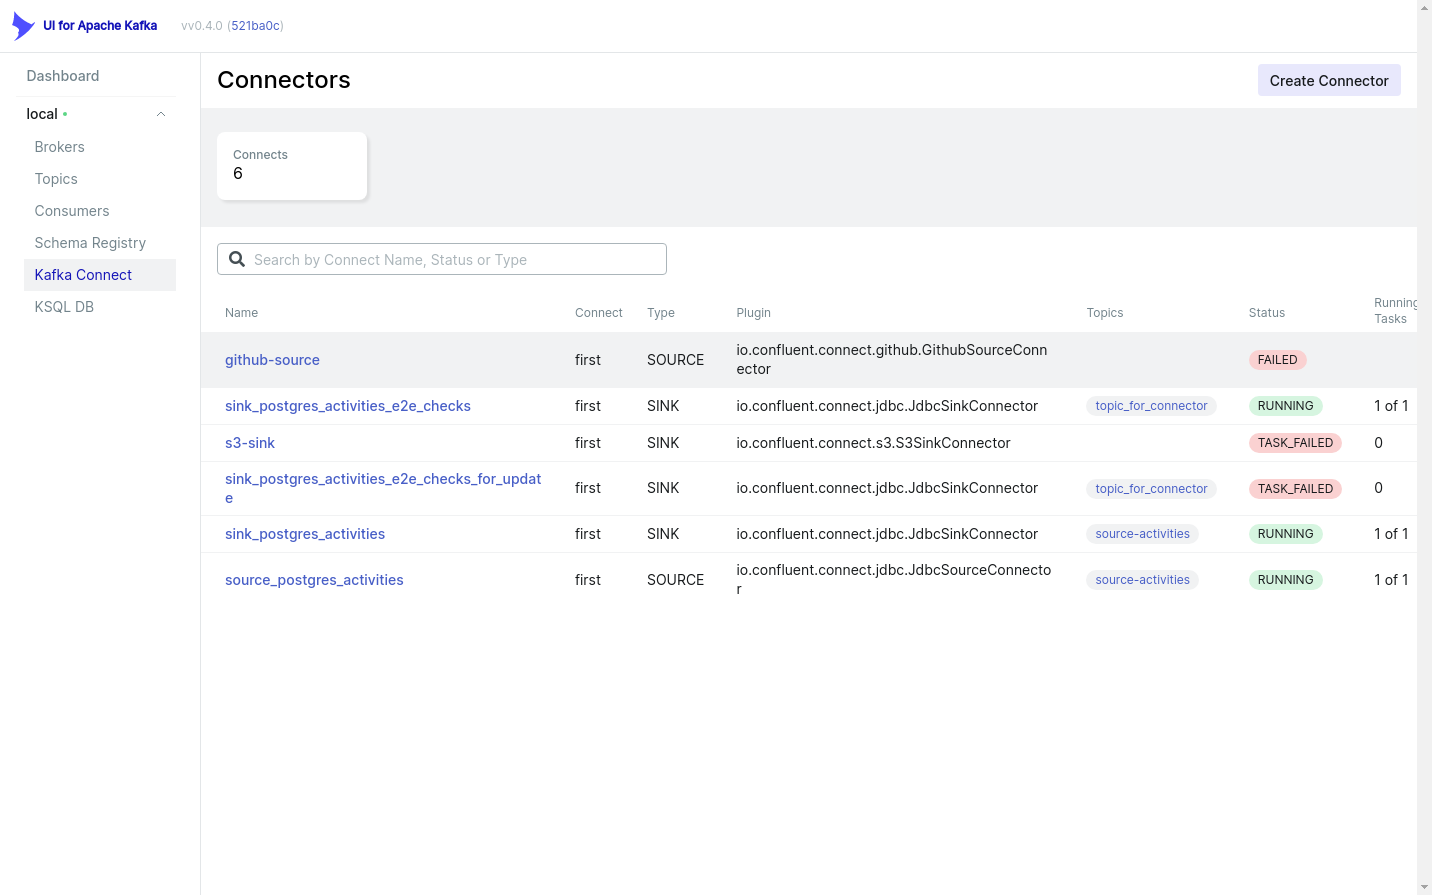 UI for Apache Kafka vv0.4.0 (521ba0c)
Dashboard
local
Brokers
Topics
Consumers
Schema Registry
Kafka Connect
KSQL DB
Connectors
Create Connector
Connects
6
Search by Connect Name, Status or Type
Name Connect Type Plugin Topics Status Running
Tasks
github-source first SOURCE io.confluent.connect.github.GithubSourceConn
ector FAILED
sink_postgres_activities_e2e_checks first SINK io.confluent.connect.jdbc.JdbcSinkConnector topic_for_connector RUNNING 1 of 1
s3-sink first SINK io.confluent.connect.s3.S3SinkConnector TASK_FAILED 0
sink_postgres_activities_e2e_checks_for_updat
e first SINK io.confluent.connect.jdbc.JdbcSinkConnector topic_for_connector TASK_FAILED 0
sink_postgres_activities first SINK io.confluent.connect.jdbc.JdbcSinkConnector source-activities RUNNING 1 of 1
source_postgres_activities first SOURCE io.confluent.connect.jdbc.JdbcSourceConnecto
r source-activities RUNNING 1 of 1